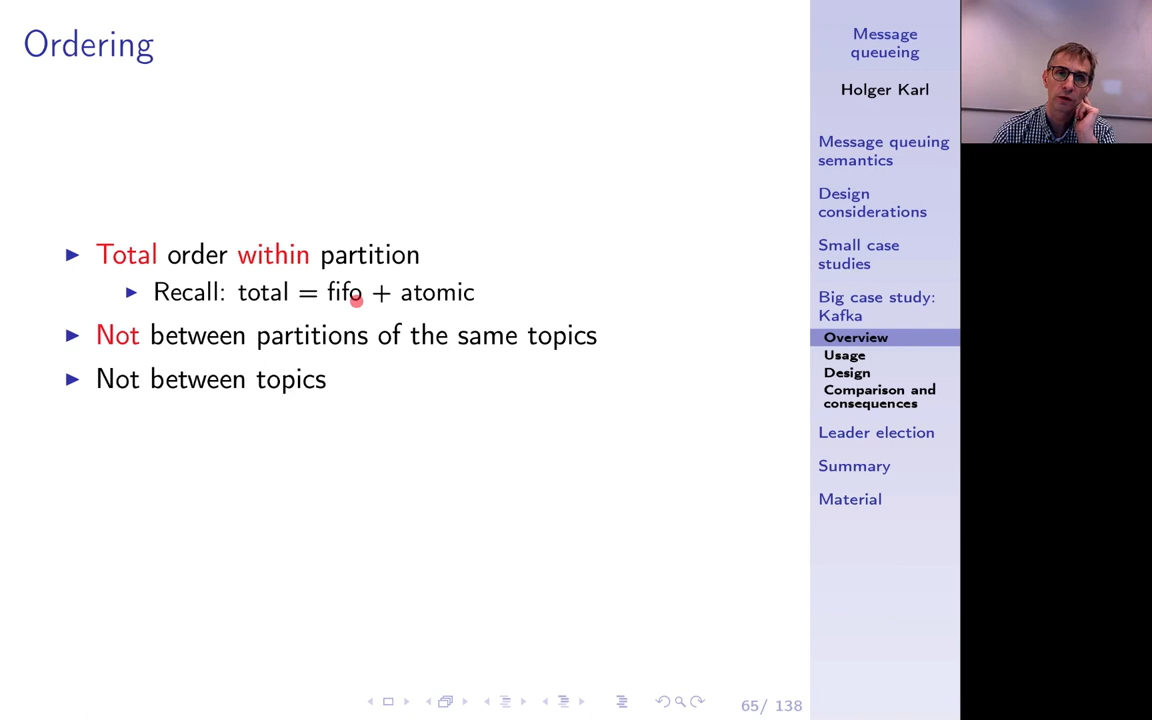 Ordering
Total order within partition
Recall: total = fifo + atomic
Not between partitions of the same topics
Not between topics
65/ 138
Message
queueing
Holger Karl
Message queuing
semantics
Design
considerations
Small case
studies
Big case study:
Kafka
Overview
Usage
Design
Comparison and
consequences
Leader election
Summary
Material